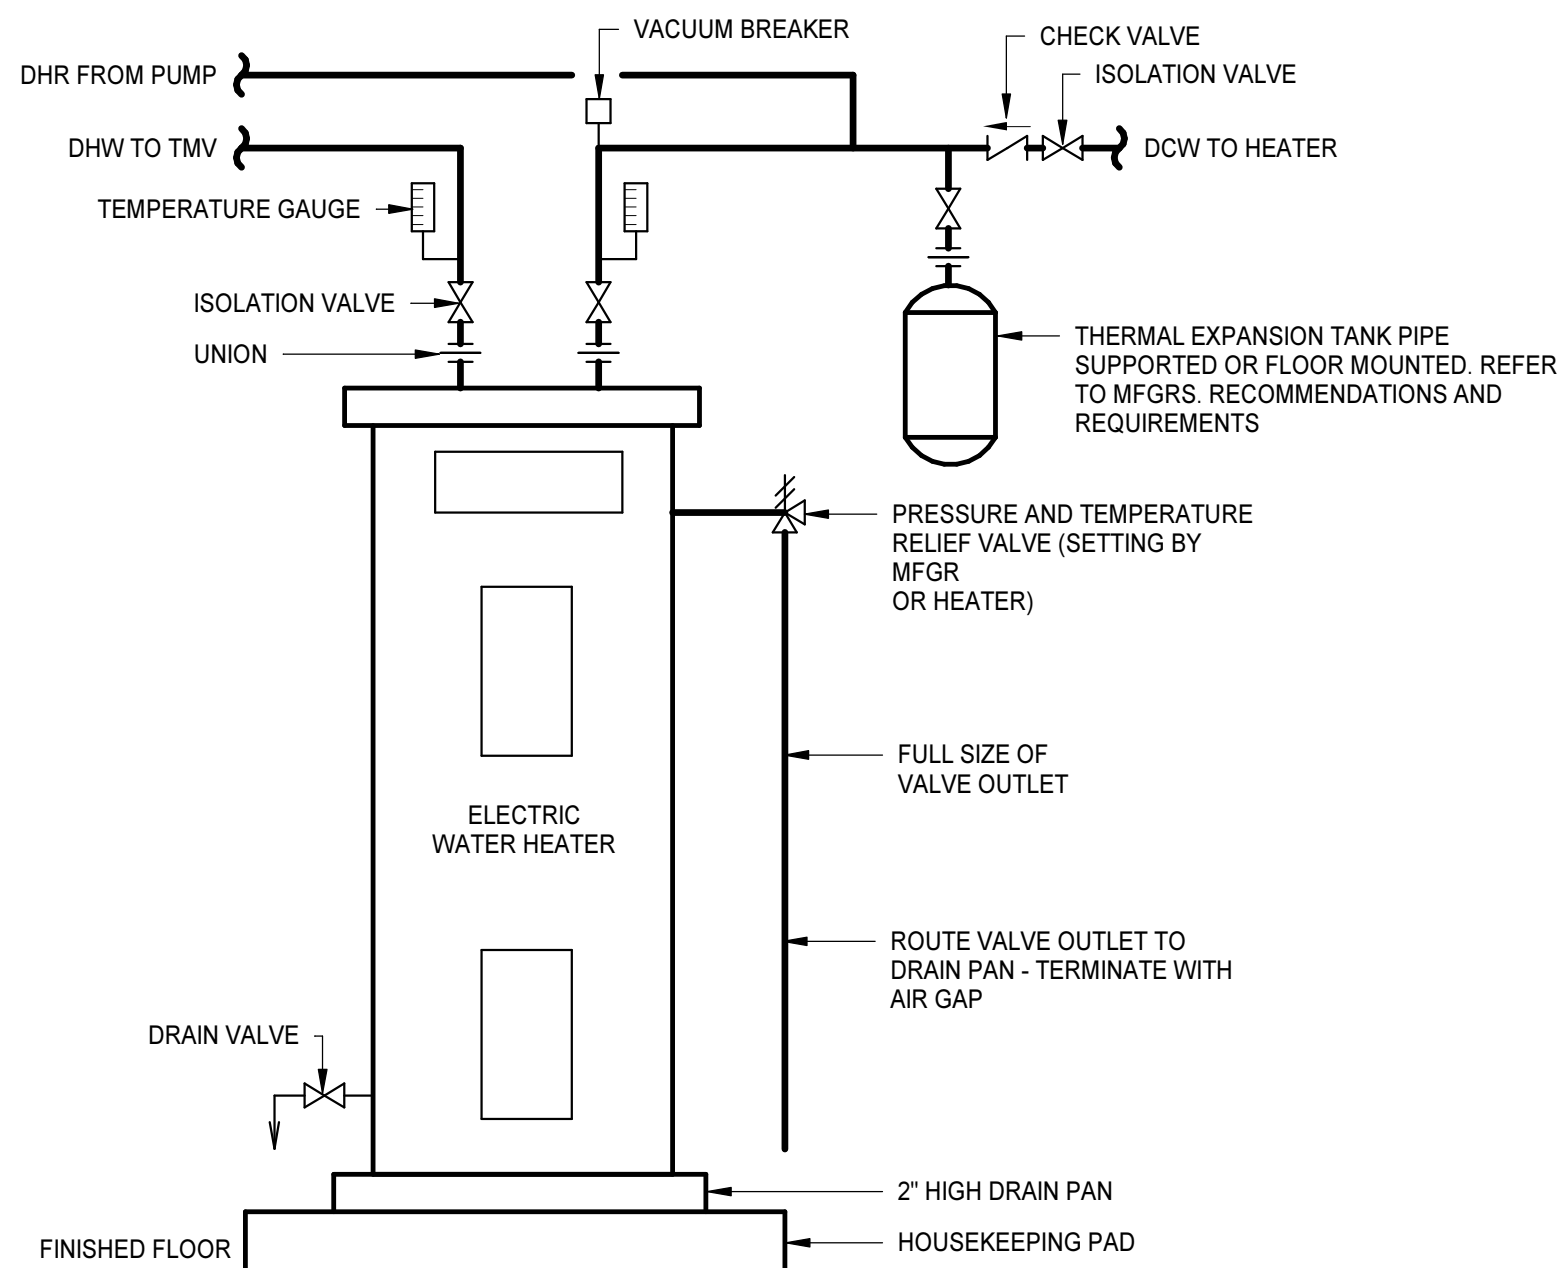 VACUUM BREAKER
CHECK VALVE
DHR FROM PUMP
ISOLATION VALVE
DHW TO TMV
DCW TO HEATER
TEMPERATURE GAUGE
ISOLATION VALVE
UNION
THERMAL EXPANSION TANK PIPE
SUPPORTED OR FLOOR MOUNTED. REFER
TO MFGRS. RECOMMENDATIONS AND
REQUIREMENTS
PRESSURE AND TEMPERATURE
RELIEF VALVE (SETTING BY
MFGR
OR HEATER)
FULL SIZE OF
VALVE OUTLET
ELECTRIC
WATER HEATER
ROUTE VALVE OUTLET TO
DRAIN PAN - TERMINATE WITH
AIR GAP
DRAIN VALVE
2" HIGH DRAIN PAN
HOUSEKEEPING PAD
FINISHED FLOOR